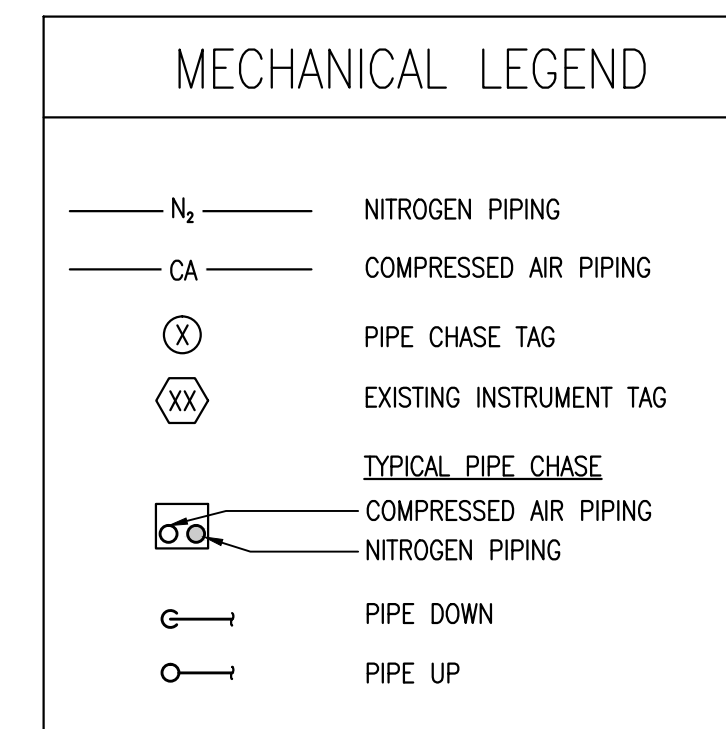 MECHANICAL LEGEND
N₂ NITROGEN PIPING
CA COMPRESSED AIR PIPING
X PIPE CHASE TAG
XX EXISTING INSTRUMENT TAG
TYPICAL PIPE CHASE
COMPRESSED AIR PIPING
NITROGEN PIPING
PIPE DOWN
PIPE UP